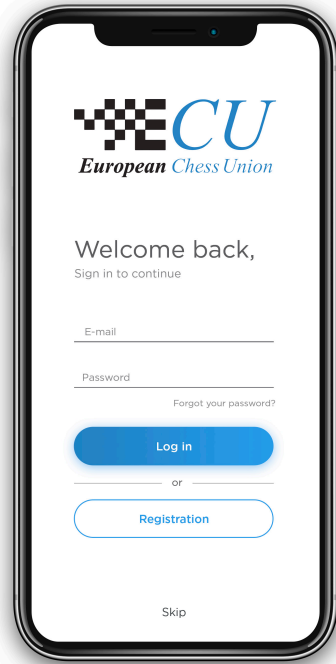 ECU
European Chess Union
Welcome back,
Sign in to continue
E-mail
Password
Forgot your password?
Log in
or
Registration
Skip